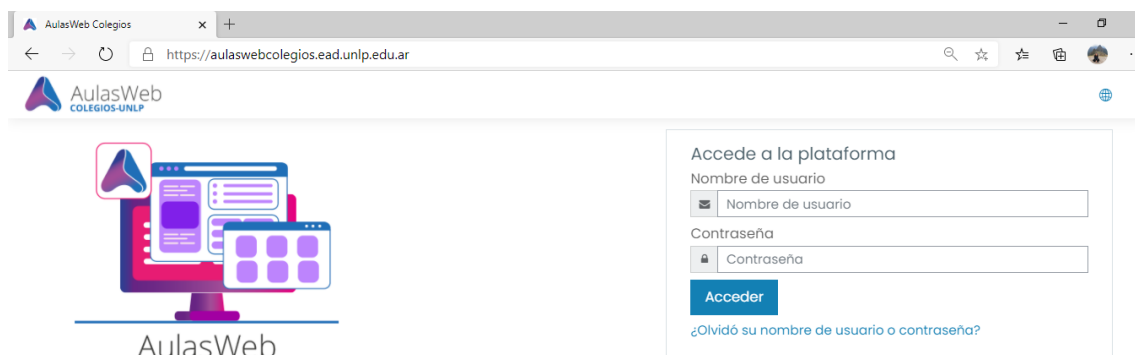 AulasWeb Colegios
https://aulaswebcolegios.ead.unlp.edu.ar
AulasWeb
COLEGIOS-UNLP
Accede a la plataforma
Nombre de usuario
Nombre de usuario
Contraseña
Contraseña
Acceder
¿Olvidó su nombre de usuario o contraseña?
AulasWeb